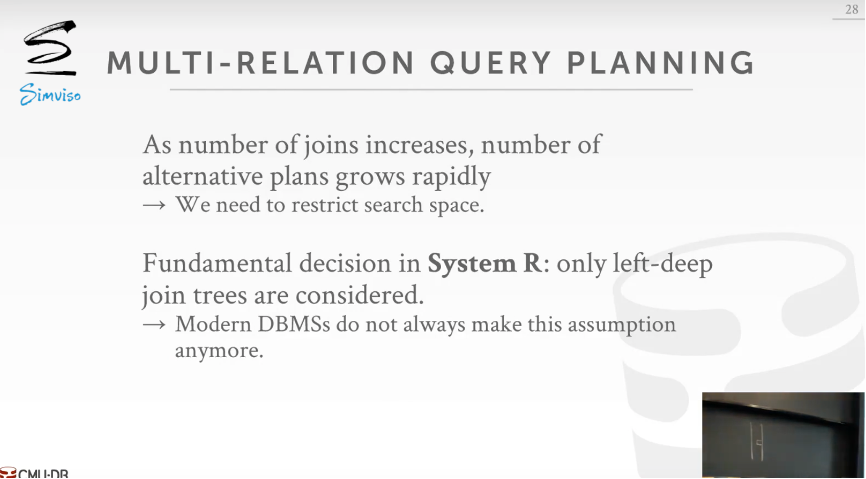 28
Simviso
MULTI-RELATION QUERY PLANNING
As number of joins increases, number of
alternative plans grows rapidly
→ We need to restrict search space.
Fundamental decision in System R: only left-deep
join trees are considered.
→ Modern DBMSs do not always make this assumption
anymore.
CMU·DB